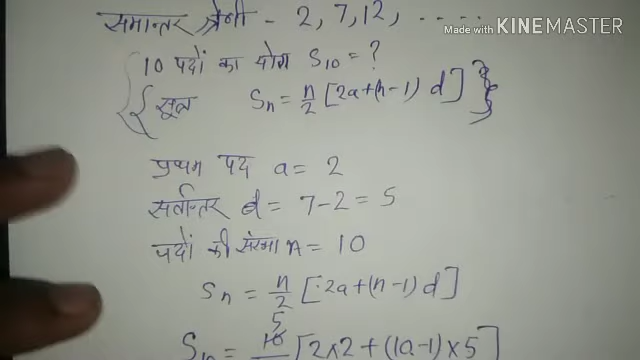 Made with KINEMASTER
समान्तर श्रेणी - 2, 7, 12, .....
10 पदों का योग S10 = ?
सूत्र Sn = n/2 [2a+(n-1) d]
प्रथम पद a = 2
सर्वान्तर d = 7-2 = 5
पदों की संख्या n = 10
Sn = n/2 [2a+(n-1) d]
5
S10 = 10 [2×2 + (10-1)×5]